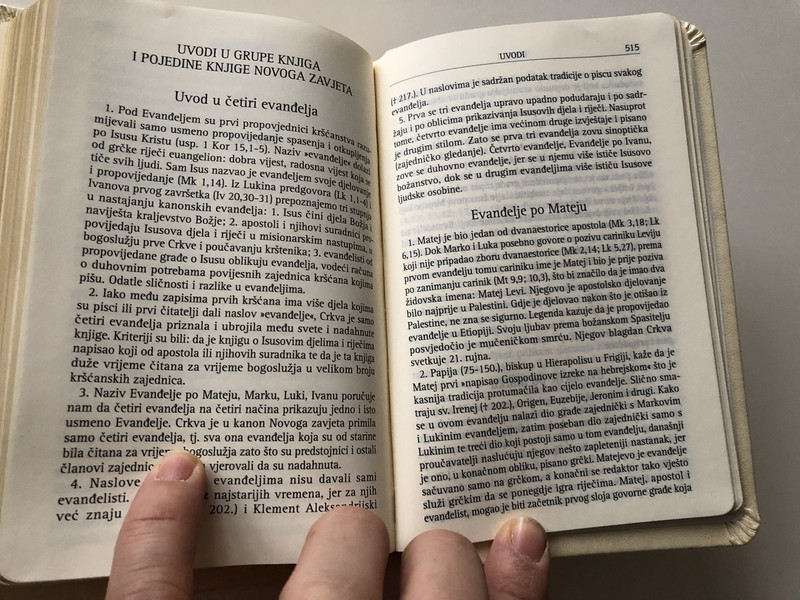 UVODI U GRUPE KNJIGA
I POJEDINE KNJIGE NOVOGA ZAVJETA
Uvod u četiri evanđelja
1. Pod Evanđeljem su prvi propovjednici kršćanstva razu-
mijevali samo usmeno propovijedanje spasenja i otkupljenja
po Isusu Kristu (usp. 1 Kor 15,1–5). Naziv »evanđelje« dolazi
od grčke riječi euangelion: dobra vijest, radosna vijest koja se
tiče svih ljudi. Sam Isus nazvao je evanđeljem svoje djelovanje
i propovijedanje (Mk 1,14). Iz Lukina predgovora (Lk 1,1–4) i
Ivanova prvog završetka (Iv 20,30–31) prepoznajemo tri stupnja
u nastajanju kanonskih evanđelja: 1. Isus čini djela Božja i
naviješta kraljevstvo Božje; 2. apostoli i njihovi suradnici pro-
povijedaju Isusova djela i riječi u misionarskim nastupima, u
bogoslužju prve Crkve i poučavanju krštenika; 3. evanđelisti od
propovijedane građe o Isusu oblikuju evanđelja, vodeći računa
o duhovnim potrebama povijesnih zajednica kršćana kojima
pišu. Odatle sličnosti i razlike u evanđeljima.
2. Iako među zapisima prvih kršćana ima više djela kojima
su pisci ili prvi čitatelji dali naslov »evanđelje«, Crkva je samo
četiri evanđelja priznala i ubrojila među svete i nadahnute
knjige. Kriteriji su bili: da je knjigu o Isusovim djelima i riječima
napisao koji od apostola ili njihovih suradnika te da je ta knjiga
duže vrijeme čitana za vrijeme bogoslužja u velikom broju
kršćanskih zajednica.
3. Naziv Evanđelje po Mateju, Marku, Luki, Ivanu poručuje
nam da četiri evanđelja na četiri načina prikazuju jedno i isto
usmeno Evanđelje. Crkva je u kanon Novoga zavjeta primila
samo četiri evanđelja, tj. sva ona evanđelja koja su od starine
bila čitana za vrijeme bogoslužja zato što su predstojnici i ostali
članovi zajednic vjerovali da su nadahnuta.
4. Naslove evanđeljima nisu davali sami
evanđelisti. z najstarijih vremena, jer za njih
već znaju 202.) i Klement Aleksandrijski
UVODI 515
(† 217.). U naslovima je sadržan podatak tradicije o piscu svakog
evanđelja.
5. Prva se tri evanđelja upravo upadno podudaraju i po sadr-
žaju i po oblicima prikazivanja Isusovih djela i riječi. Nasuprot
tome, četvrto evanđelje ima većinom druge izvještaje i pisano
je drugim stilom. Zato se prva tri evanđelja zovu sinoptička
(zajedničko gledanje). Četvrto evanđelje, Evanđelje po Ivanu,
zove se duhovno evanđelje, jer se u njemu više ističe Isusovo
božanstvo, dok se u drugim evanđeljima više ističu Isusove
ljudske osobine.
Evanđelje po Mateju
1. Matej je bio jedan od dvanaestorice apostola (Mk 3,18; Lk
6,15). Dok Marko i Luka posebno govore o pozivu cariniku Leviju
koji nije pripadao zboru dvanaestorice (Mk 2,14; Lk 5,27), prema
prvom evanđelju tomu cariniku ime je Matej i bio je prije poziva
po zanimanju carinik (Mt 9,9; 10,3), što bi značilo da je imao dva
židovska imena: Matej Levi. Njegovo je apostolsko djelovanje
bilo najprije u Palestini. Gdje je djelovao nakon što je otišao iz
Palestine, ne zna se sigurno. Legenda kazuje da je propovijedao
evanđelje u Etiopiji. Svoju ljubav prema božanskom Spasitelju
posvjedočio je mučeničkom smrću. Njegov blagdan Crkva
svetkuje 21. rujna.
2. Papija (75-150.), biskup u Hierapolisu u Frigiji, kaže da je
Matej prvi »napisao Gospodinove izreke na hebrejskom« što je
kasnija tradicija protumačila kao cijelo evanđelje. Slično sma-
traju sv. Irenej († 202.), Origen, Euzebije, Jeronim i drugi. Kako
se u ovom evanđelju nalazi dio građe zajednički s Markovim
i Lukinim evanđeljem, zatim poseban dio zajednički samo s
Lukinim te treći dio koji postoji samo u tom evanđelju, današnji
proučavatelji naslućuju njegov nešto zapleteniji nastanak, jer
je ono, u konačnom obliku, pisano grčki. Matejevo je evanđelje
sačuvano samo na grčkom, a konačni se redaktor tako vješto
služi grčkim da se ponegdje igra riječima. Matej, apostol i
evanđelist, mogao je biti začetnik prvog sloja govorne građe koja